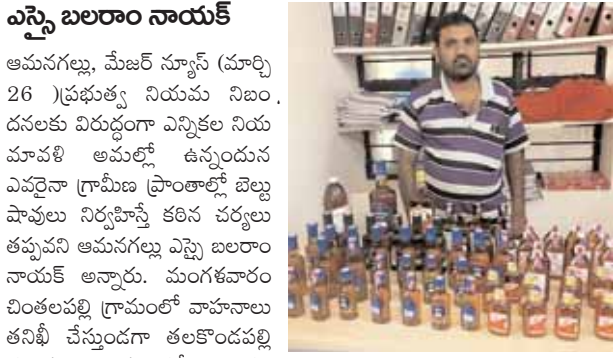 ఎస్సై బలరాం నాయక్
ఆమనగల్లు, మేజర్ న్యూస్ (మార్చి
26 )ప్రభుత్వ నియమ నిబం
దనలకు విరుద్ధంగా ఎన్నికల నియ
మావళి అమల్లో ఉన్నందున
ఎవరైనా గ్రామీణ ప్రాంతాల్లో బెల్టు
షాపులు నిర్వహిస్తే కఠిన చర్యలు
తప్పవని ఆమనగల్లు ఎస్సై బలరాం
నాయక్ అన్నారు. మంగళవారం
చింతలపల్లి గ్రామంలో వాహనాలు
తనిఖీ చేస్తుండగా తలకొండపల్లి